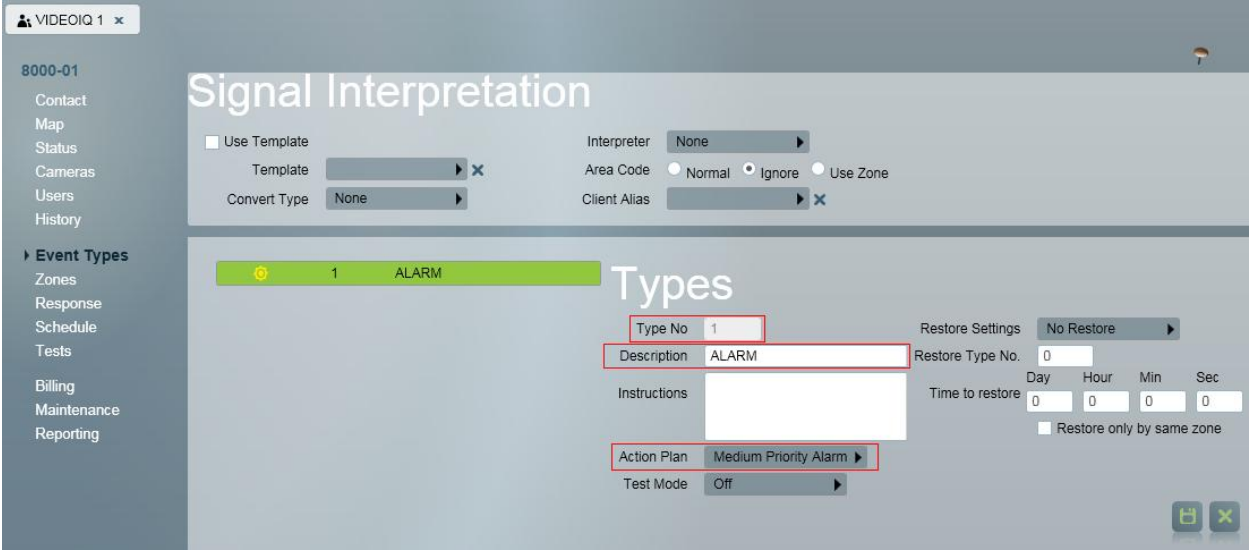 VIDEOIQ 1 x
8000-01
Contact
Map
Status
Cameras
Users
History
Event Types
Zones
Response
Schedule
Tests
Billing
Maintenance
Reporting
Signal Interpretation
Use Template
Template
Convert Type None
Interpreter None
Area Code Normal Ignore Use Zone
Client Alias
1 ALARM
Types
Type No 1
Description ALARM
Instructions
Action Plan Medium Priority Alarm
Test Mode Off
Restore Settings No Restore
Restore Type No. 0
Day Hour Min Sec
Time to restore 0 0 0 0
Restore only by same zone